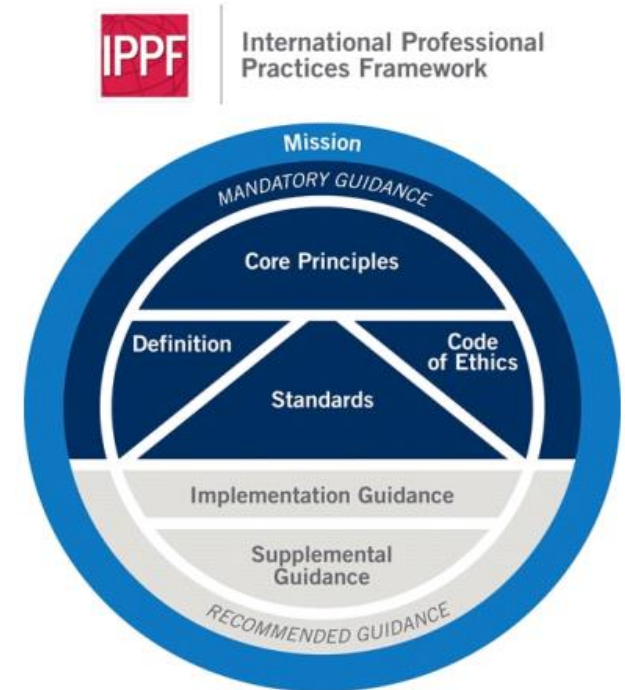 IPPF
International Professional
Practices Framework
Mission
MANDATORY GUIDANCE
Core Principles
Definition
Code
of Ethics
Standards
Implementation Guidance
Supplemental
Guidance
RECOMMENDED GUIDANCE